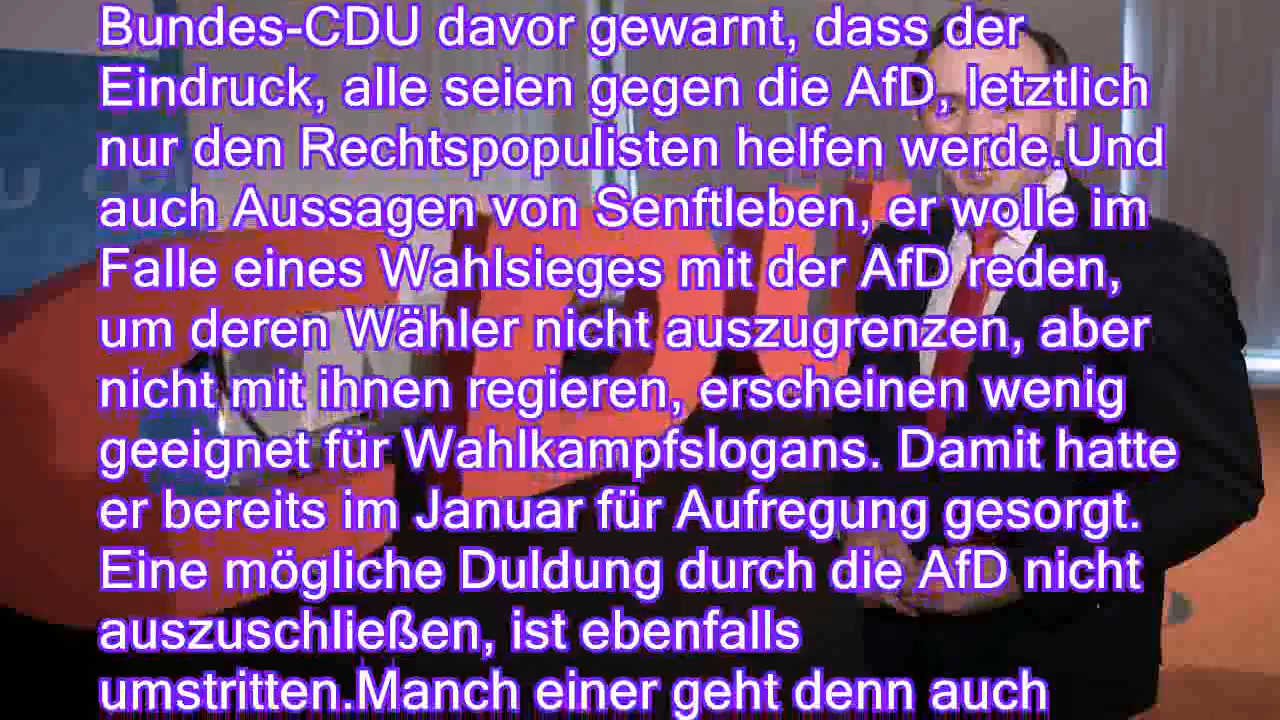 Bundes-CDU davor gewarnt, dass der
Eindruck, alle seien gegen die AfD, letztlich
nur den Rechtspopulisten helfen werde.Und
auch Aussagen von Senftleben, er wolle im
Falle eines Wahlsieges mit der AfD reden,
um deren Wähler nicht auszugrenzen, aber
nicht mit ihnen regieren, erscheinen wenig
geeignet für Wahlkampfslogans. Damit hatte
er bereits im Januar für Aufregung gesorgt.
Eine mögliche Duldung durch die AfD nicht
auszuschließen, ist ebenfalls
umstritten.Manch einer geht denn auch